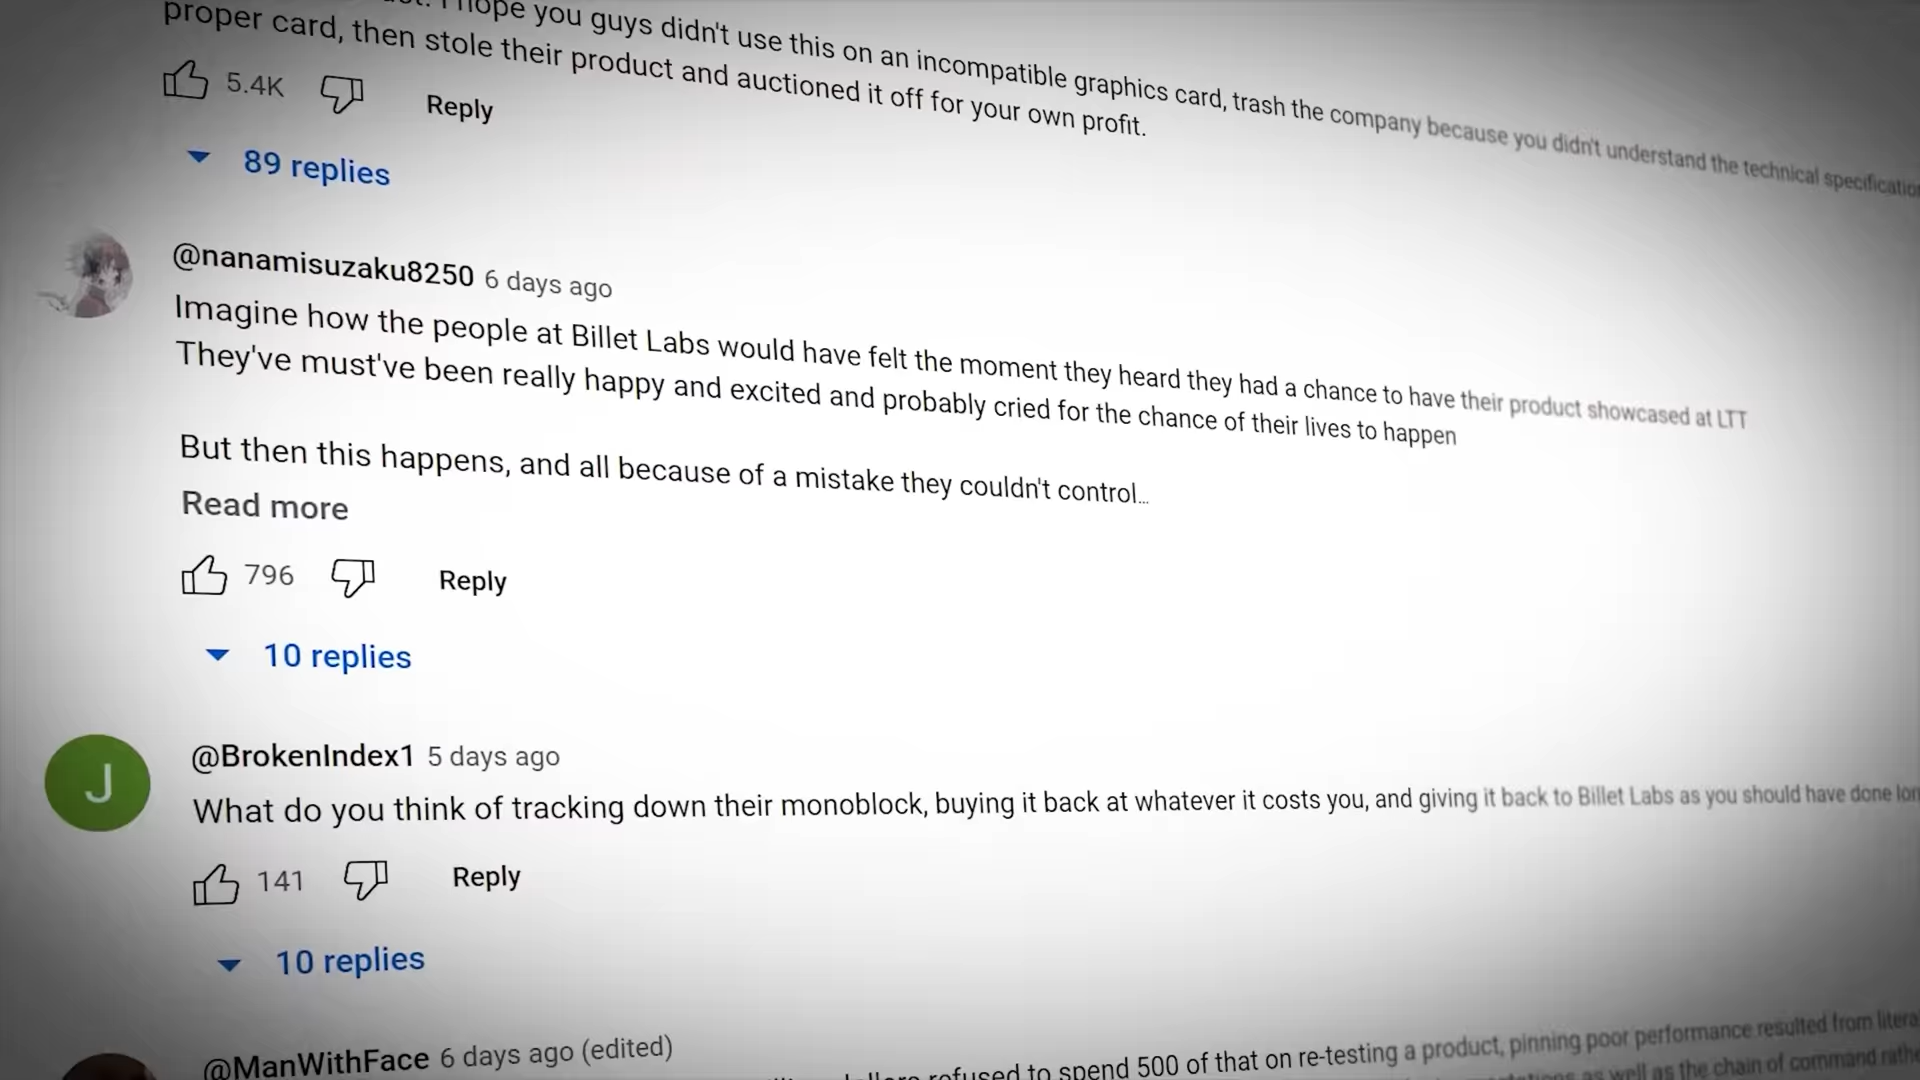 hope you guys didn't use this on an incompatible graphics card, trash the company because you didn't understand the technical
proper card, then stole their product and auctioned it off for your own profit.
5.4K Reply
89 replies
@nanamisuzaku8250 6 days ago
Imagine how the people at Billet Labs would have felt the moment they heard they had a chance to have their product showcased at LTT
They've must've been really happy and excited and probably cried for the chance of their lives to happen
But then this happens, and all because of a mistake they couldn't control...
Read more
796 Reply
10 replies
J
@BrokenIndex1 5 days ago
What do you think of tracking down their monoblock, buying it back at whatever it costs you, and giving it back to Billet Labs as you should have done
141 Reply
10 replies
@ManWithFace 6 days ago (edited)
refused to spend 500 of that on re-testing a product, pinning poor performance resulted from
as well as the chain of command